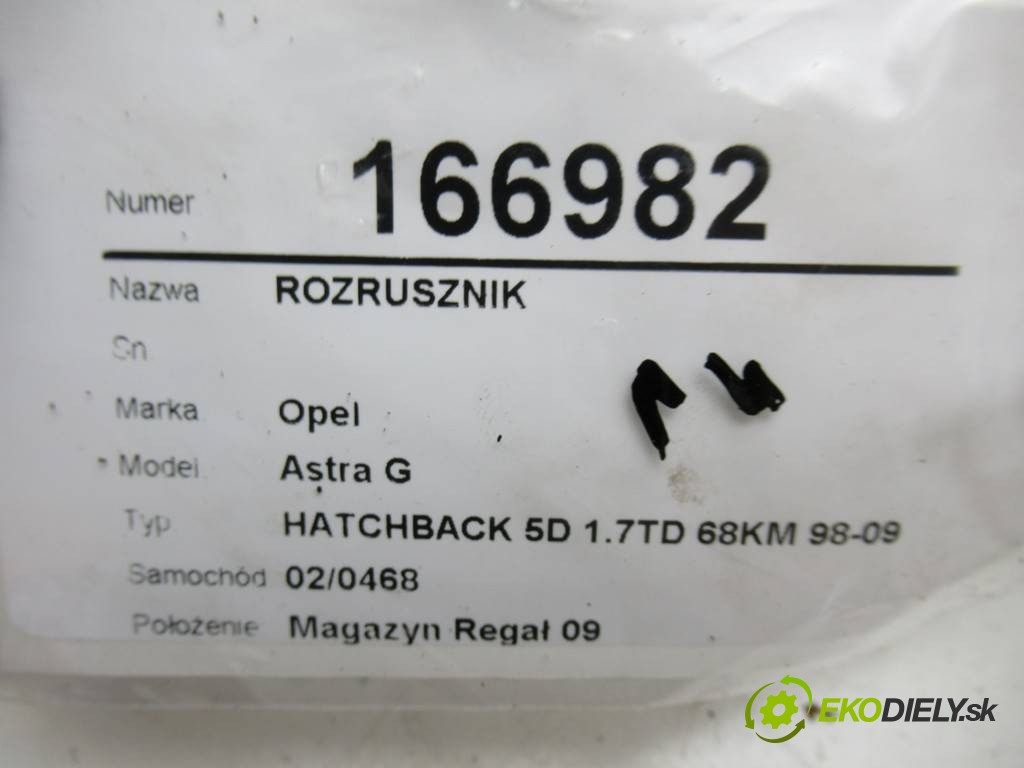 Numer 166982
Nazwa ROZRUSZNIK
Sn
Marka Opel
Model Astra G
Typ HATCHBACK 5D 1.7TD 68KM 98-09
Samochód 02/0468
Położenie Magazyn Regał 09
EKODIELY.sk